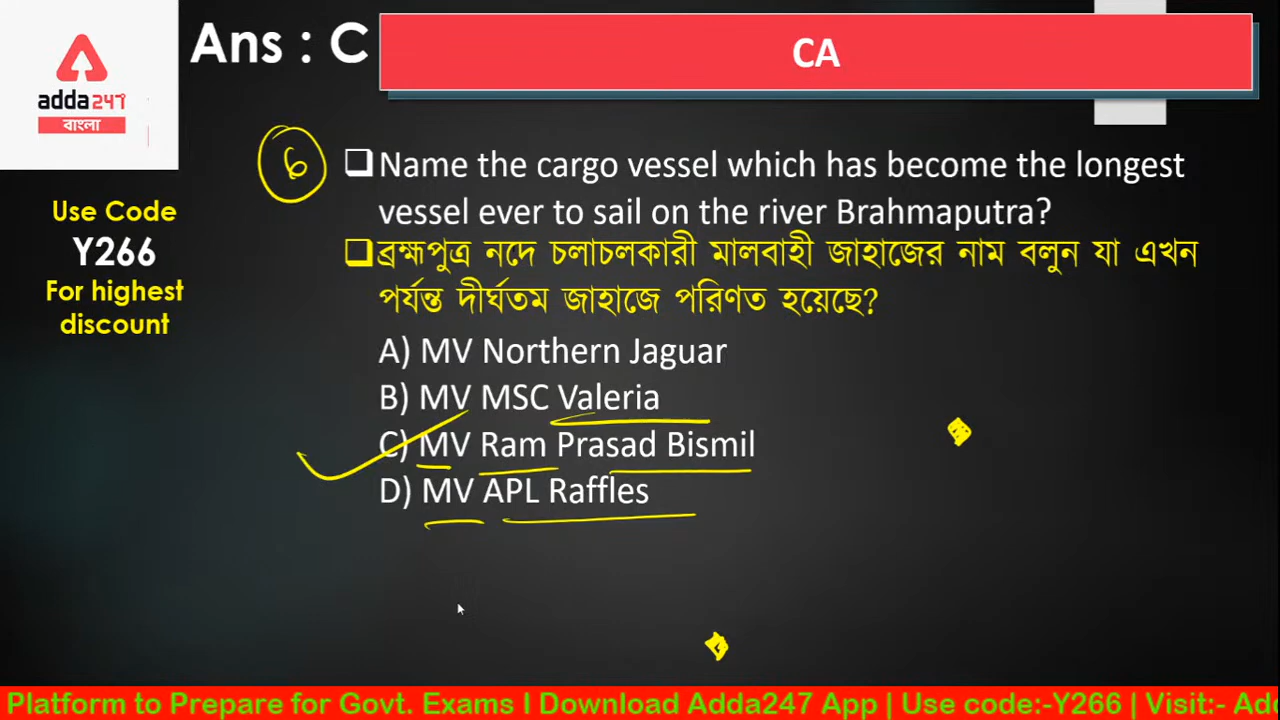 Ans : C
CA
adda247
বাংলা
Use Code
Y266
For highest
discount
৬
Name the cargo vessel which has become the longest
vessel ever to sail on the river Brahmaputra?
ব্রহ্মপুত্র নদে চলাচলকারী মালবাহী জাহাজের নাম বলুন যা এখন
পর্যন্ত দীর্ঘতম জাহাজে পরিণত হয়েছে?
A) MV Northern Jaguar
B) MV MSC Valeria
C) MV Ram Prasad Bismil
D) MV APL Raffles
Platform to Prepare for Govt. Exams I Download Adda247 App | Use code:-Y266 | Visit:- Ad